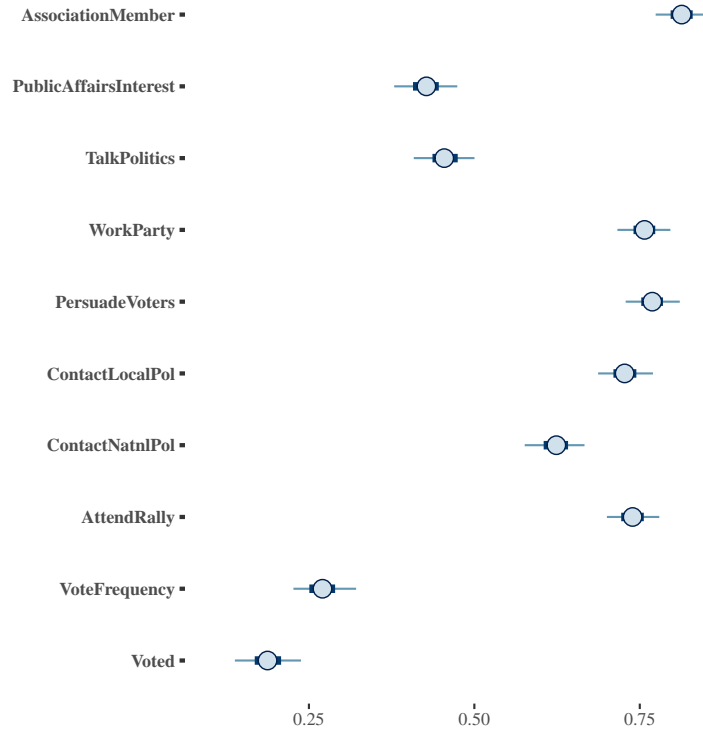 AssociationMember
PublicAffairsInterest
TalkPolitics
WorkParty
PersuadeVoters
ContactLocalPol
ContactNatnlPol
AttendRally
VoteFrequency
Voted
0.25 0.50 0.75